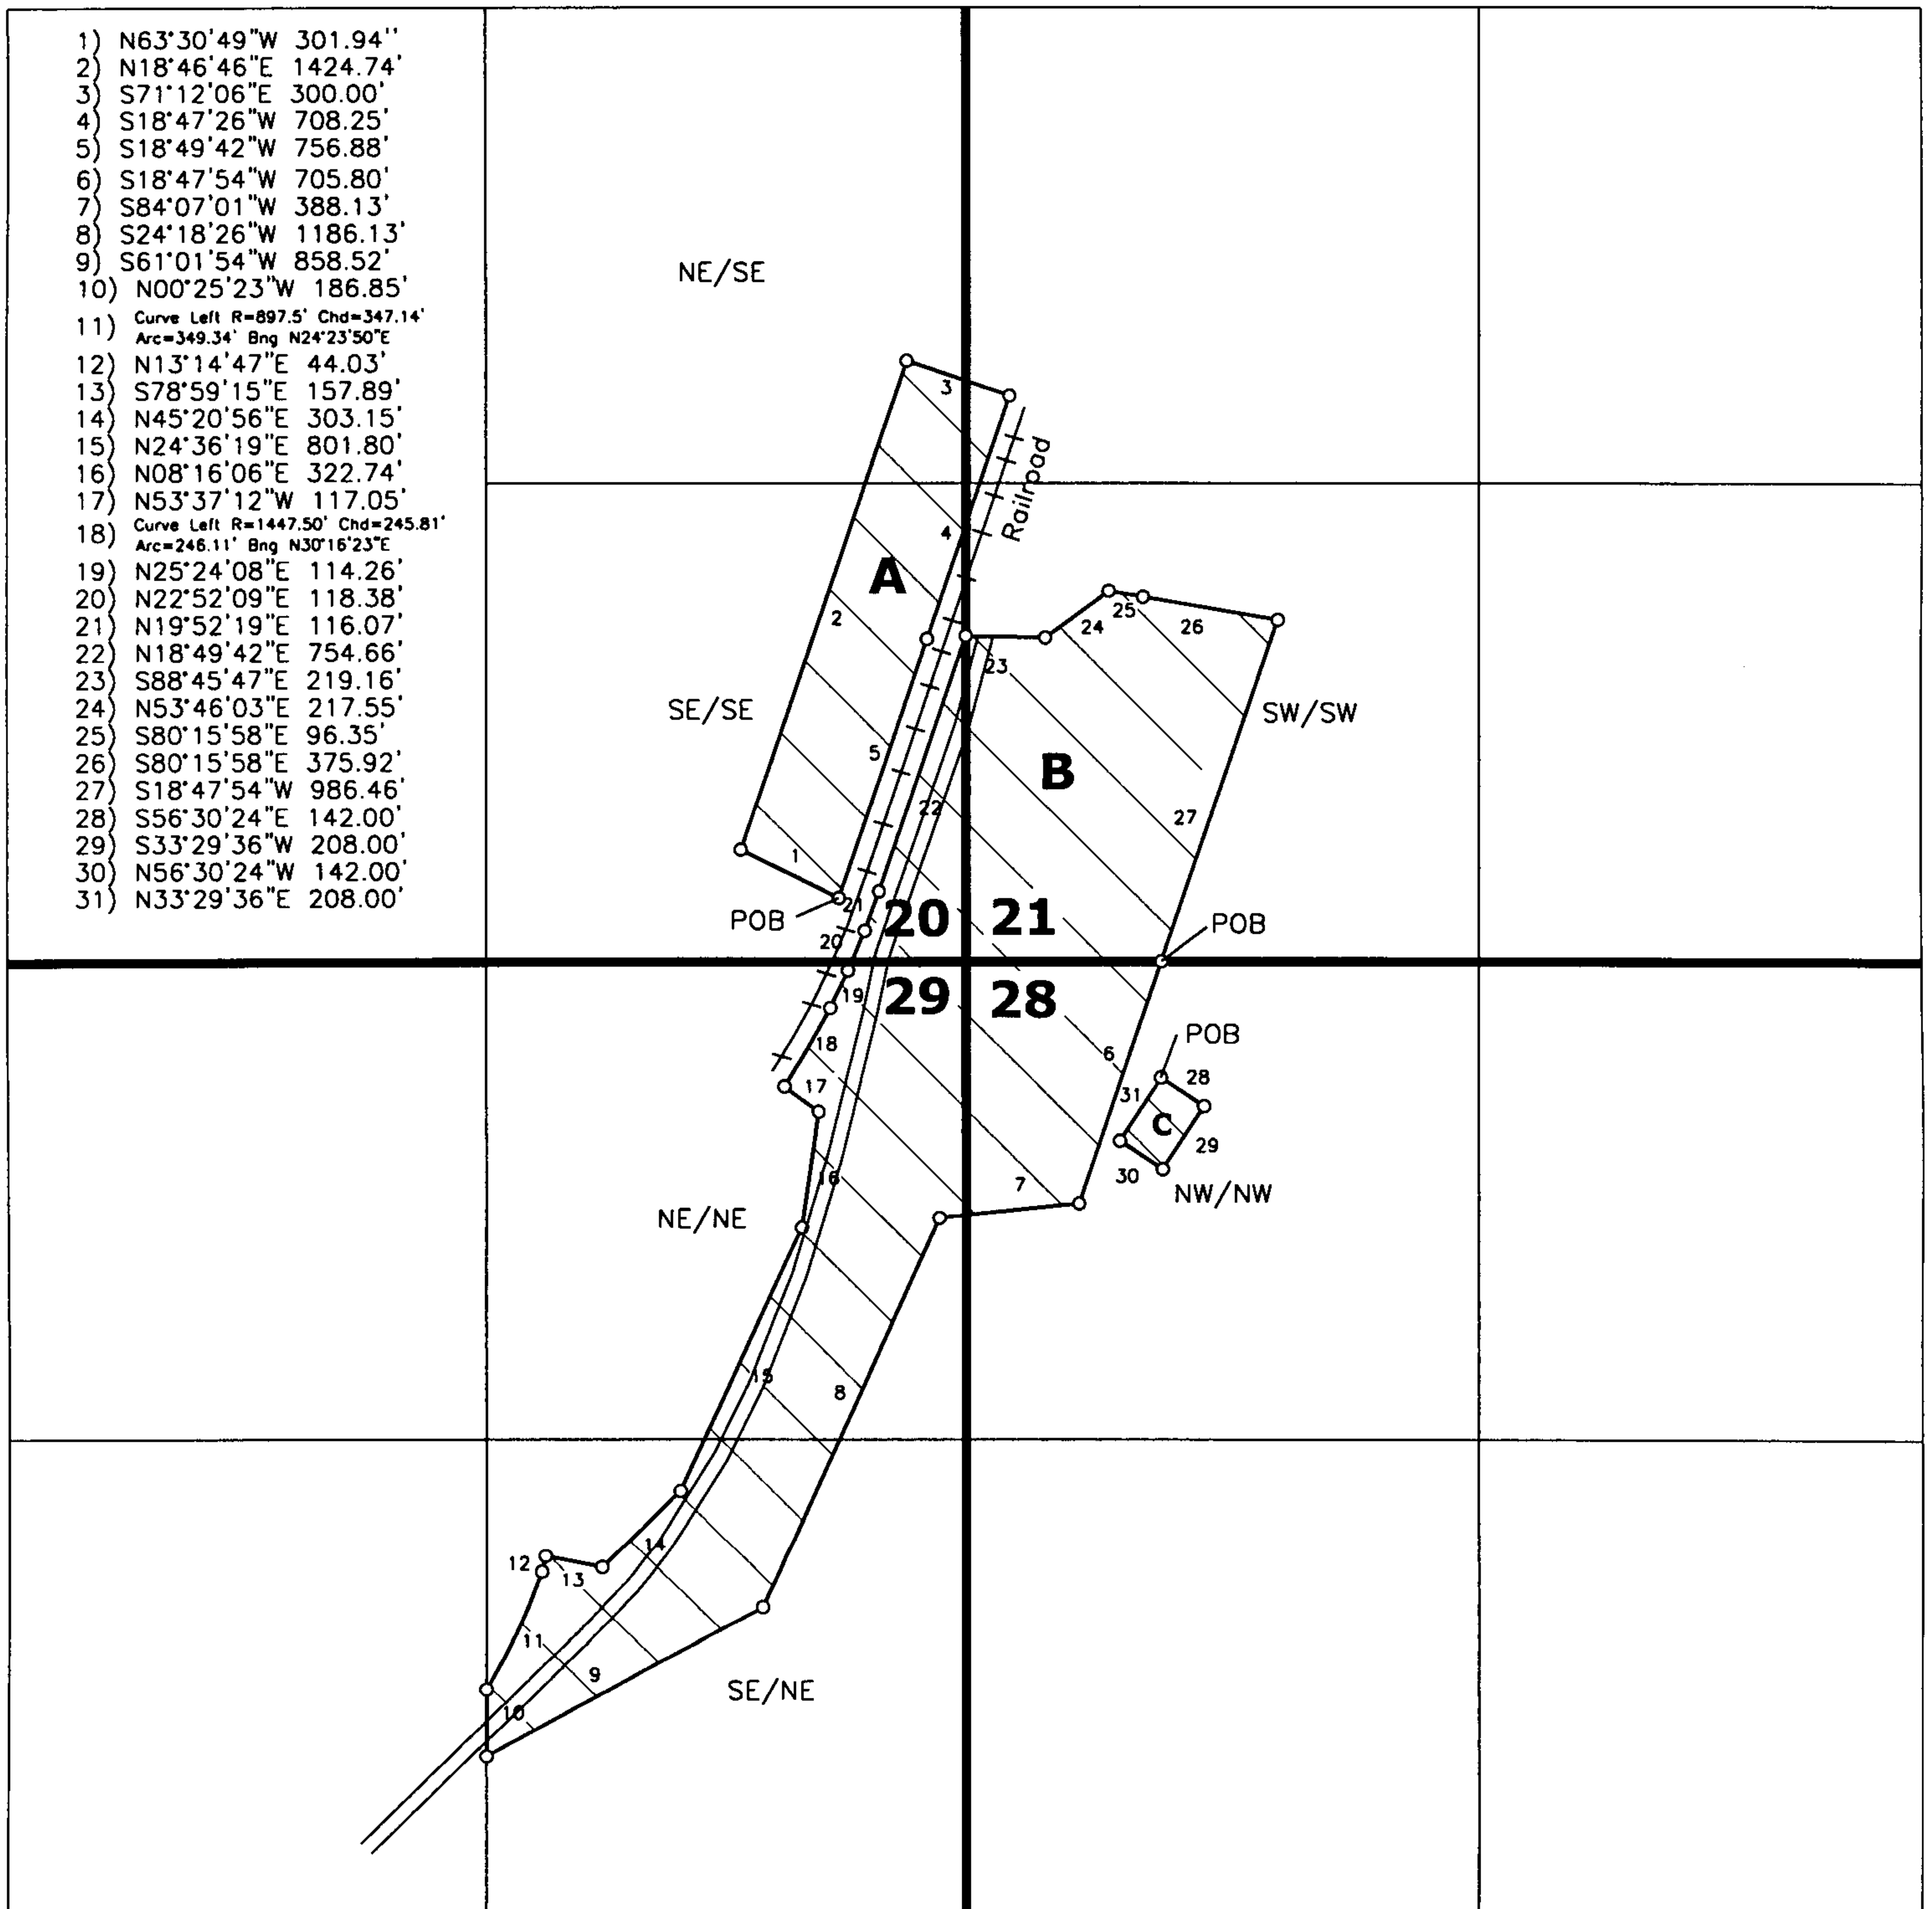 1) N63°30'49"W 301.94''
2) N18°46'46"E 1424.74'
3) S71°12'06"E 300.00'
4) S18°47'26"W 708.25'
5) S18°49'42"W 756.88'
6) S18°47'54"W 705.80'
7) S84°07'01"W 388.13'
8) S24°18'26"W 1186.13'
9) S61°01'54"W 858.52'
10) N00°25'23"W 186.85'
11) Curve Left R=897.5' Chd=347.14'
Arc=349.34' Bng N24°23'50"E
12) N13°14'47"E 44.03'
13) S78°59'15"E 157.89'
14) N45°20'56"E 303.15'
15) N24°36'19"E 801.80'
16) N08°16'06"E 322.74'
17) N53°37'12"W 117.05'
18) Curve Left R=1447.50' Chd=245.81'
Arc=246.11' Bng N30°16'23"E
19) N25°24'08"E 114.26'
20) N22°52'09"E 118.38'
21) N19°52'19"E 116.07'
22) N18°49'42"E 754.66'
23) S88°45'47"E 219.16'
24) N53°46'03"E 217.55'
25) S80°15'58"E 96.35'
26) S80°15'58"E 375.92'
27) S18°47'54"W 986.46'
28) S56°30'24"E 142.00'
29) S33°29'36"W 208.00'
30) N56°30'24"W 142.00'
31) N33°29'36"E 208.00'
NE/SE
3
Railroad
4
A
2
25
24
26
23
SE/SE
SW/SW
5
B
22
27
1
POB
21
20
20
21
POB
19
29
28
18
POB
6
17
28
31
C
29
16
30
7
NW/NW
NE/NE
15
8
14
12
13
11
9
SE/NE
10